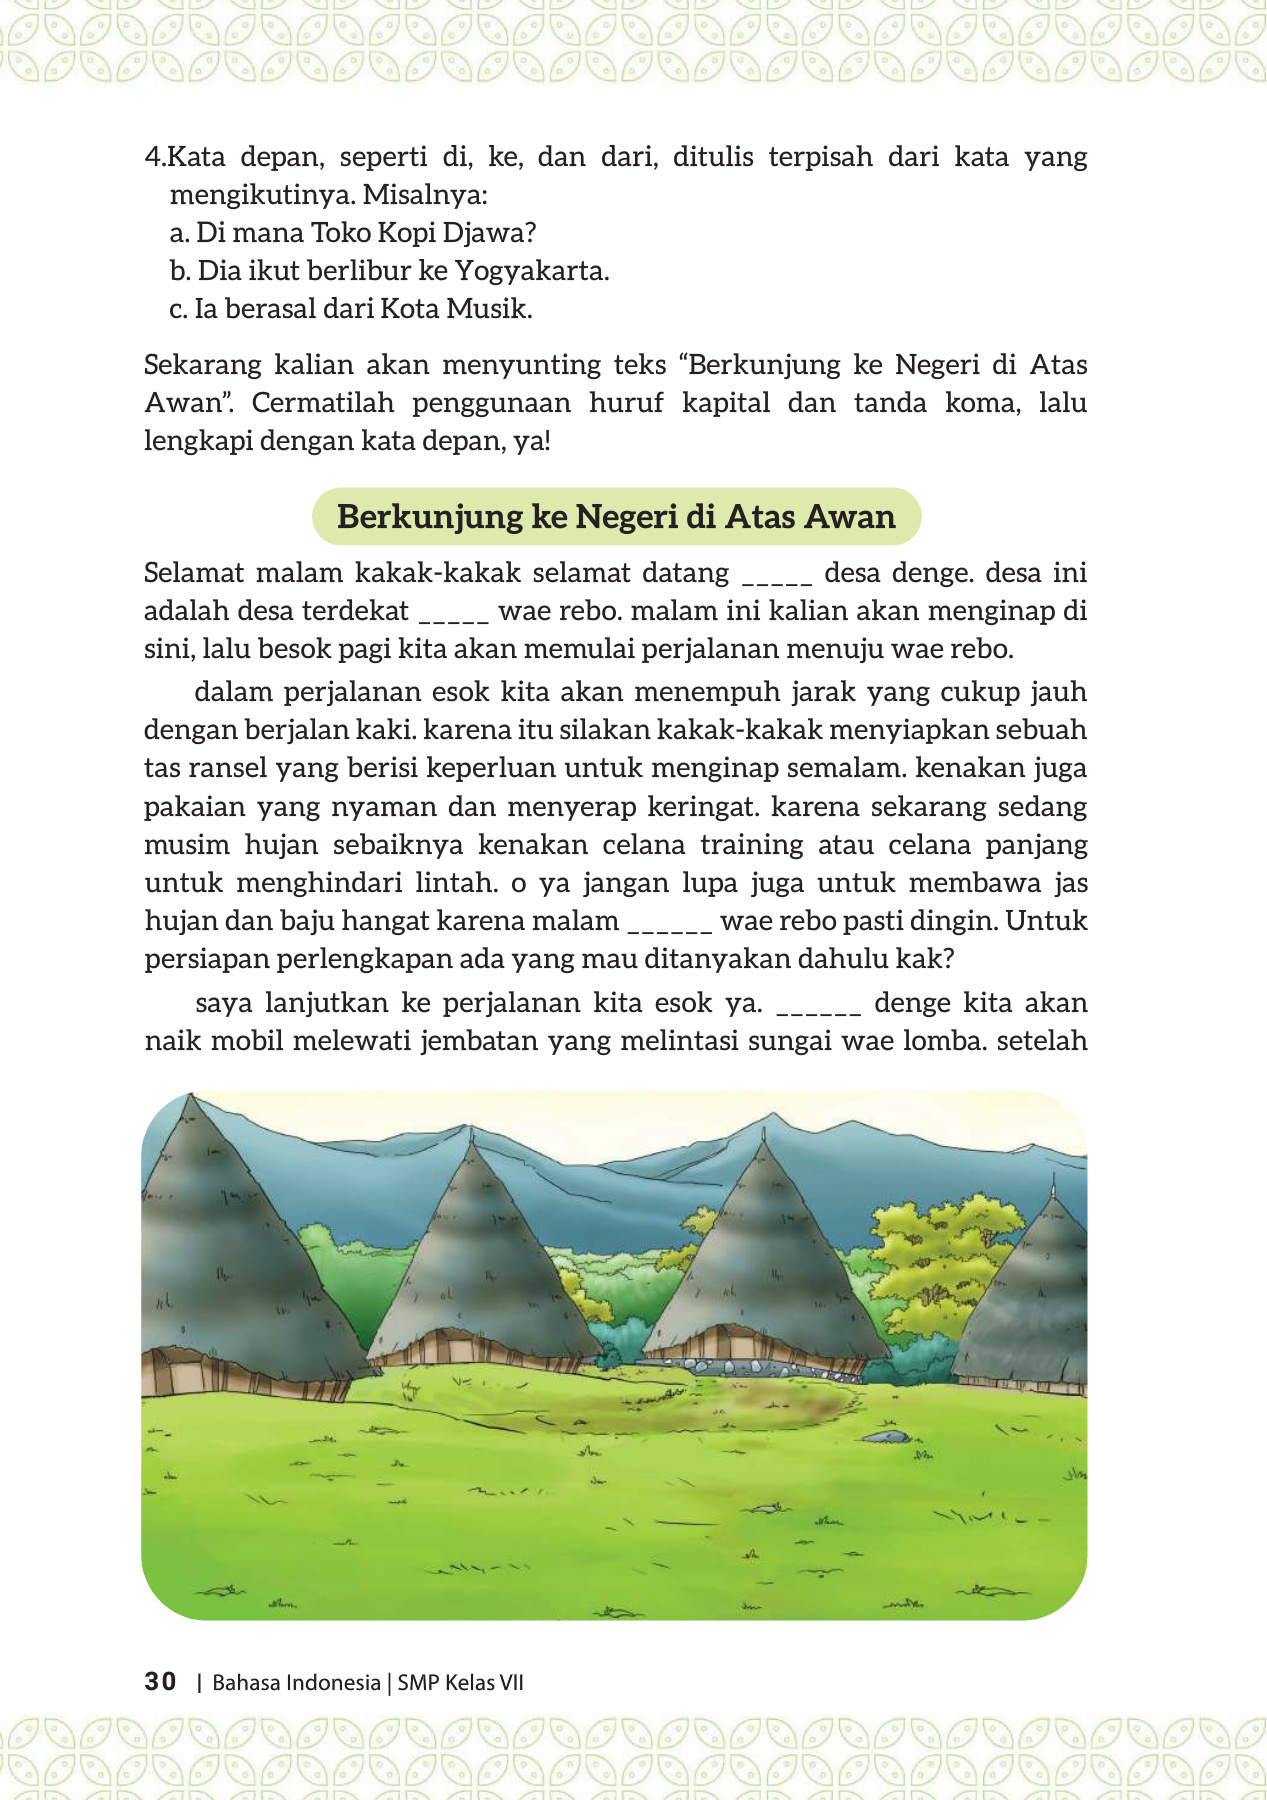 4.Kata depan, seperti di, ke, dan dari, ditulis terpisah dari kata yang
mengikutinya. Misalnya:
a. Di mana Toko Kopi Djawa?
b. Dia ikut berlibur ke Yogyakarta.
c. Ia berasal dari Kota Musik.
Sekarang kalian akan menyunting teks “Berkunjung ke Negeri di Atas
Awan”. Cermatilah penggunaan huruf kapital dan tanda koma, lalu
lengkapi dengan kata depan, ya!
Berkunjung ke Negeri di Atas Awan
Selamat malam kakak-kakak selamat datang _____ desa denge. desa ini
adalah desa terdekat _____ wae rebo. malam ini kalian akan menginap di
sini, lalu besok pagi kita akan memulai perjalanan menuju wae rebo.
dalam perjalanan esok kita akan menempuh jarak yang cukup jauh
dengan berjalan kaki. karena itu silakan kakak-kakak menyiapkan sebuah
tas ransel yang berisi keperluan untuk menginap semalam. kenakan juga
pakaian yang nyaman dan menyerap keringat. karena sekarang sedang
musim hujan sebaiknya kenakan celana training atau celana panjang
untuk menghindari lintah. o ya jangan lupa juga untuk membawa jas
hujan dan baju hangat karena malam ______ wae rebo pasti dingin. Untuk
persiapan perlengkapan ada yang mau ditanyakan dahulu kak?
saya lanjutkan ke perjalanan kita esok ya. ______ denge kita akan
naik mobil melewati jembatan yang melintasi sungai wae lomba. setelah
30 | Bahasa Indonesia | SMP Kelas VII